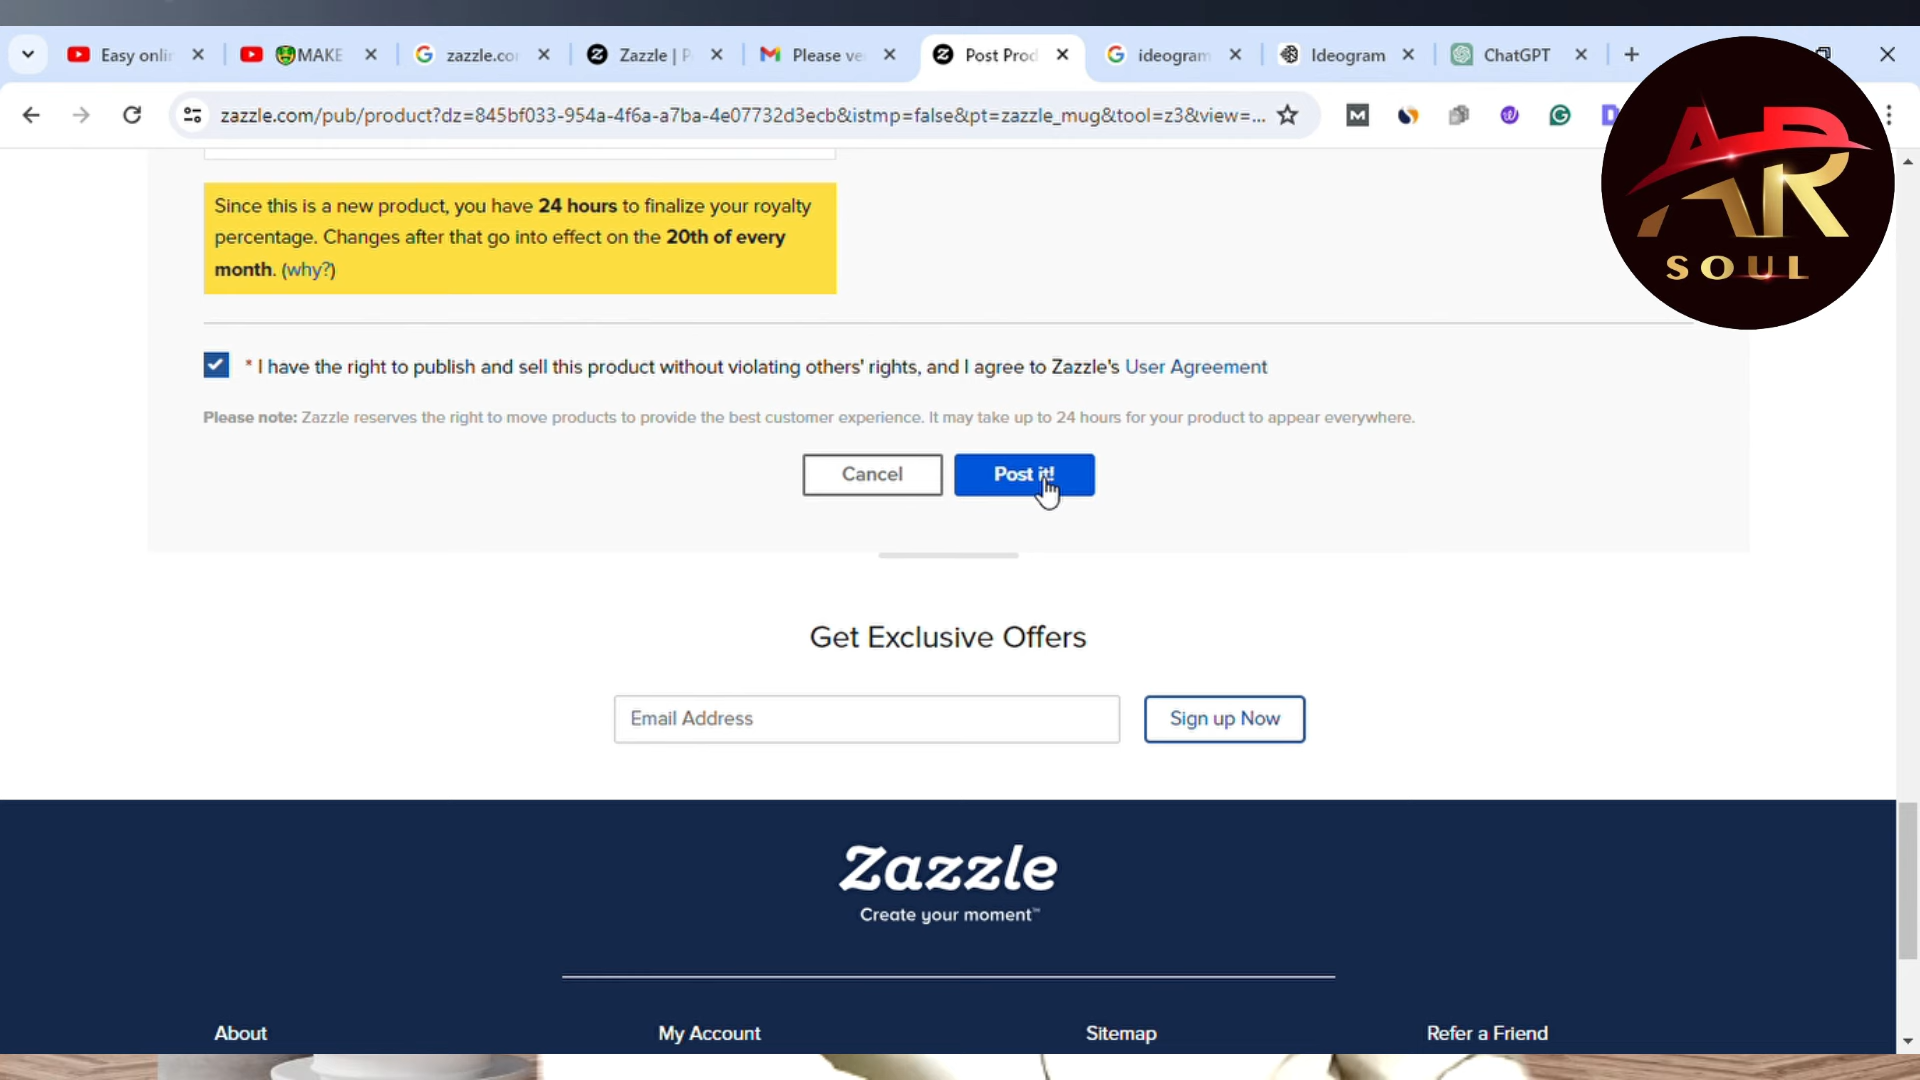 Easy onli
MAKE
zazzle.co
Zazzle | P
Please ve
Post Prod
ideogram
Ideogram
ChatGPT
zazzle.com/pub/product?dz=845bf033-954a-4f6a-a7ba-4e07732d3ecb&istmp=false&pt=zazzle_mug&tool=z3&view=...
AR
SOUL
Since this is a new product, you have 24 hours to finalize your royalty
percentage. Changes after that go into effect on the 20th of every
month. (why?)
* I have the right to publish and sell this product without violating others' rights, and I agree to Zazzle's User Agreement
Please note: Zazzle reserves the right to move products to provide the best customer experience. It may take up to 24 hours for your product to appear everywhere.
Cancel
Post it!
Get Exclusive Offers
Email Address
Sign up Now
Zazzle
Create your moment™
About
My Account
Sitemap
Refer a Friend